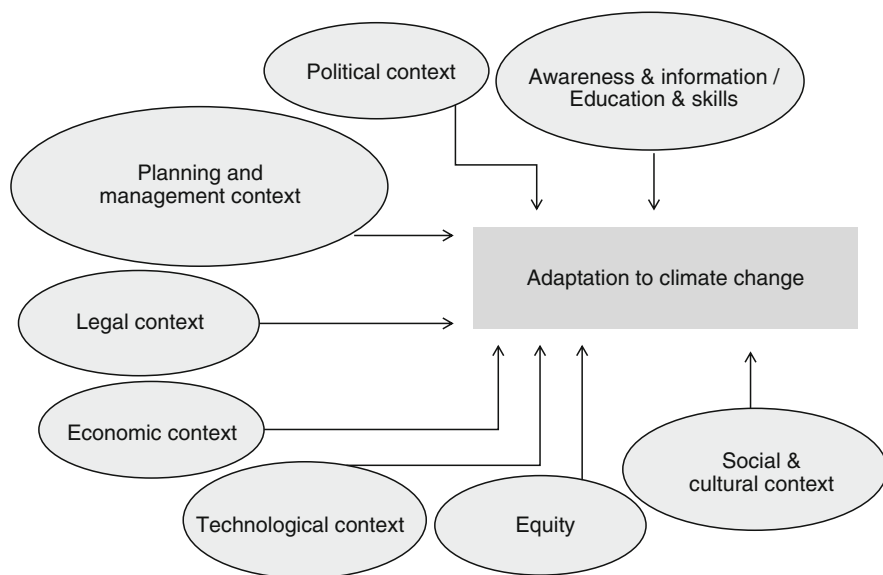 Political context
Awareness & information /
Education & skills
Planning and
management context
Adaptation to climate change
Legal context
Economic context
Social &
cultural context
Technological context
Equity